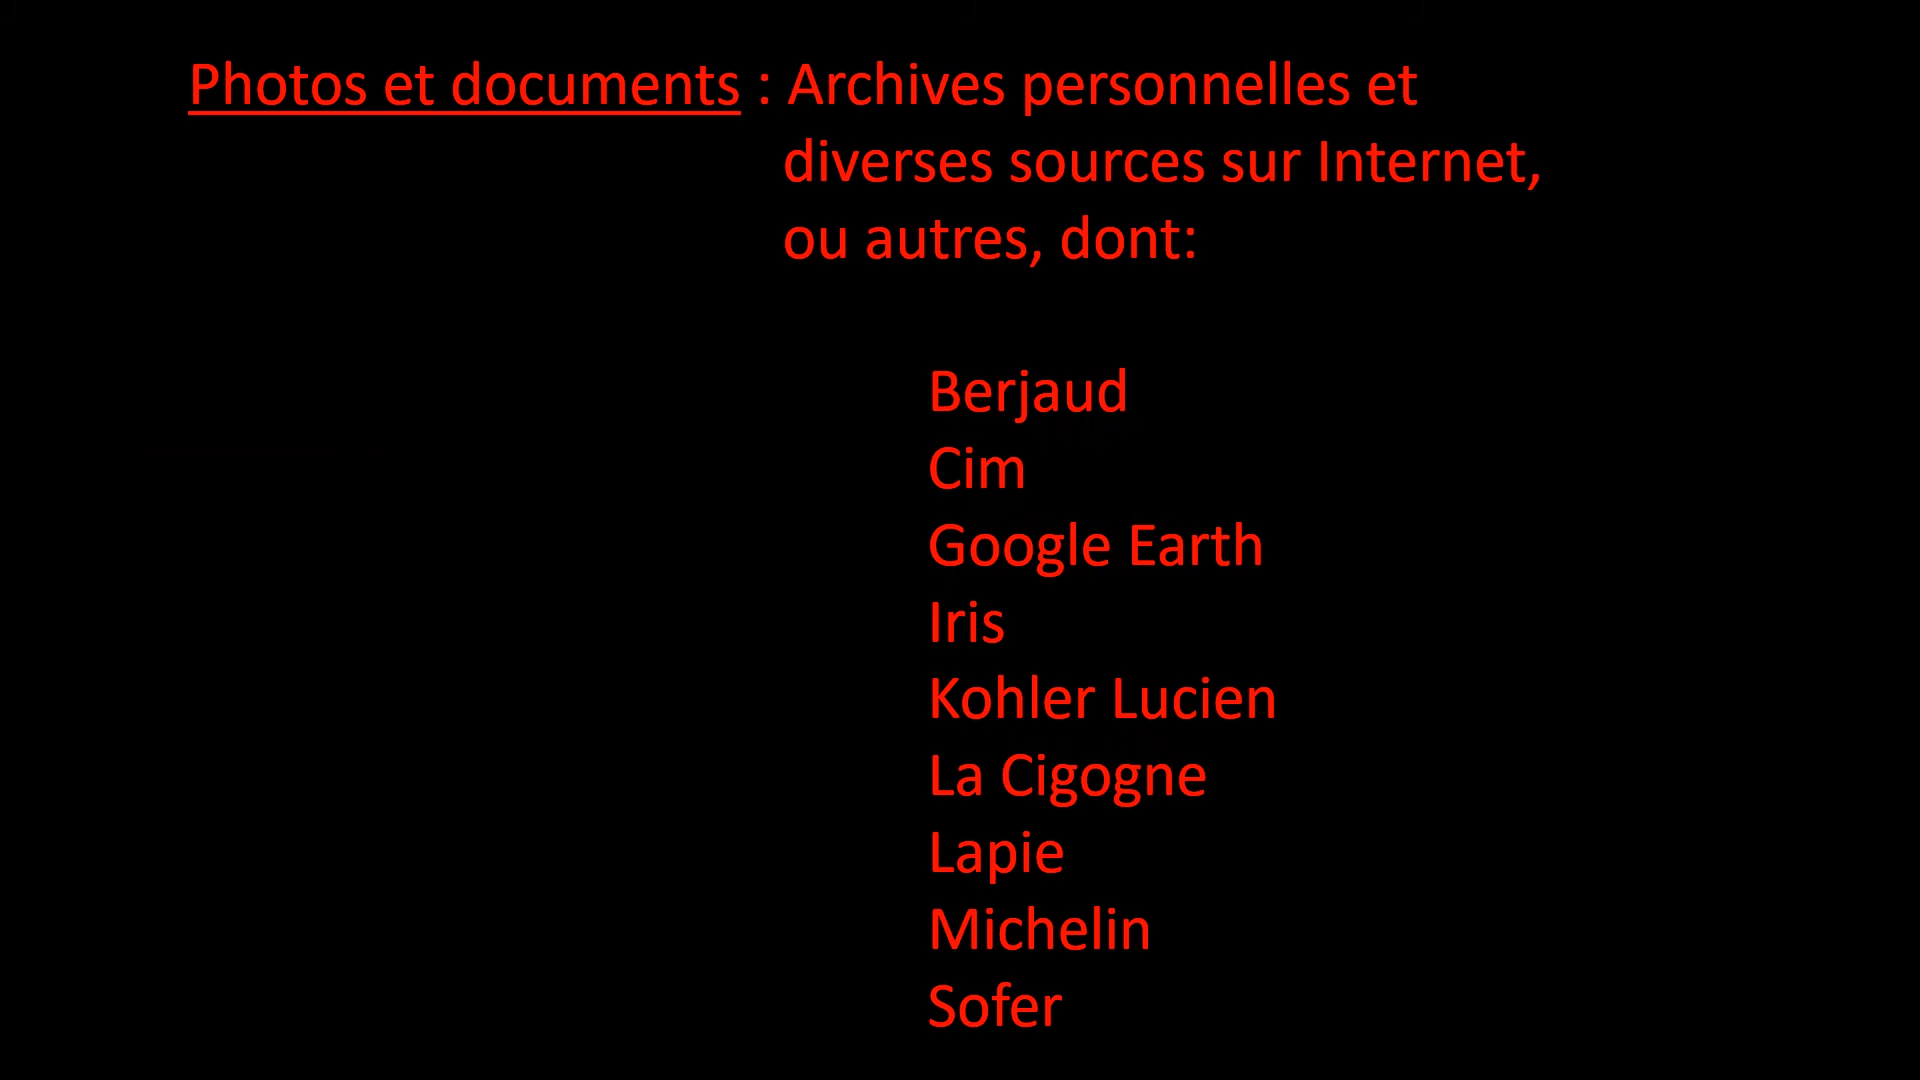 Photos et documents : Archives personnelles et
diverses sources sur Internet,
ou autres, dont:
Berjaud
Cim
Google Earth
Iris
Kohler Lucien
La Cigogne
Lapie
Michelin
Sofer